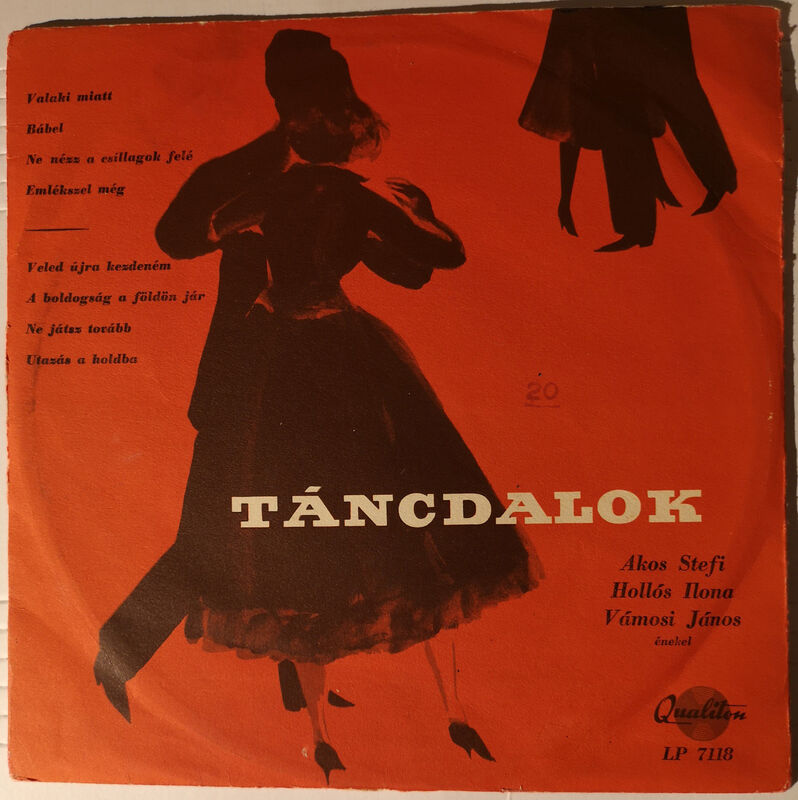 Valaki miatt
Bábel
Ne nézz a csillagok felé
Emlékszel még
Veled újra kezdeném
A boldogság a földön jár
Ne játsz tovább
Utazás a holdba
20
TÁNCDALOK
Akos Stefi
Hollós Ilona
Vámosi János
énekel
Qualiton
LP 7118